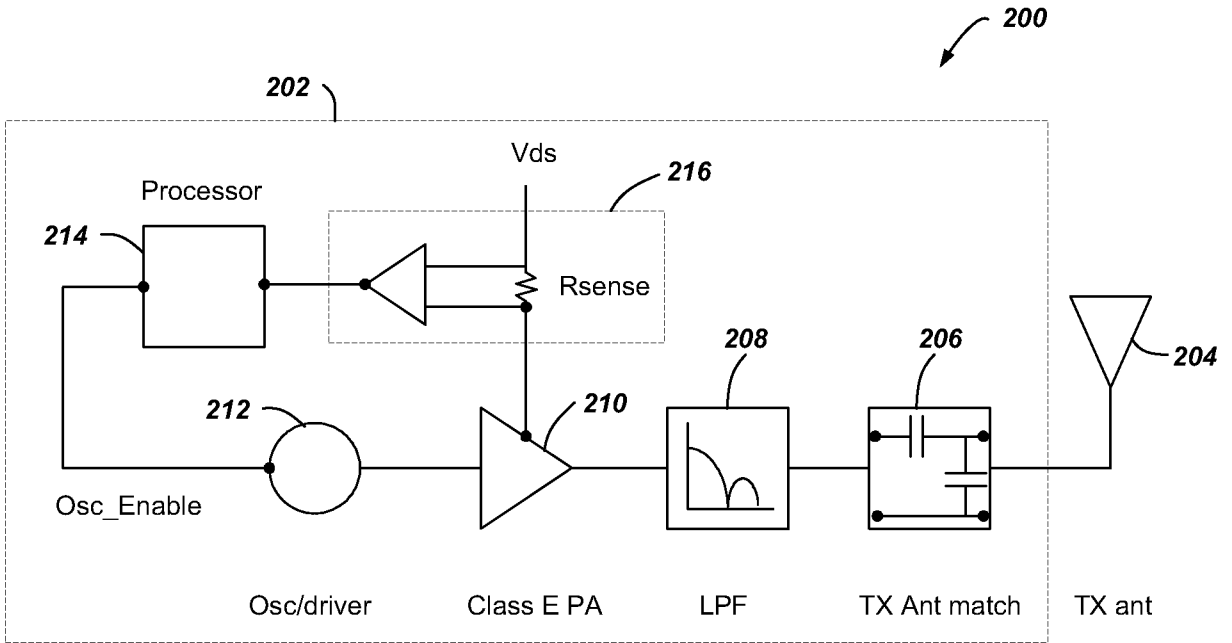 200
202
Vds
216
Processor
214
Rsense
208
206
204
212
210
Osc_Enable
Osc/driver
Class E PA
LPF
TX Ant match
TX ant